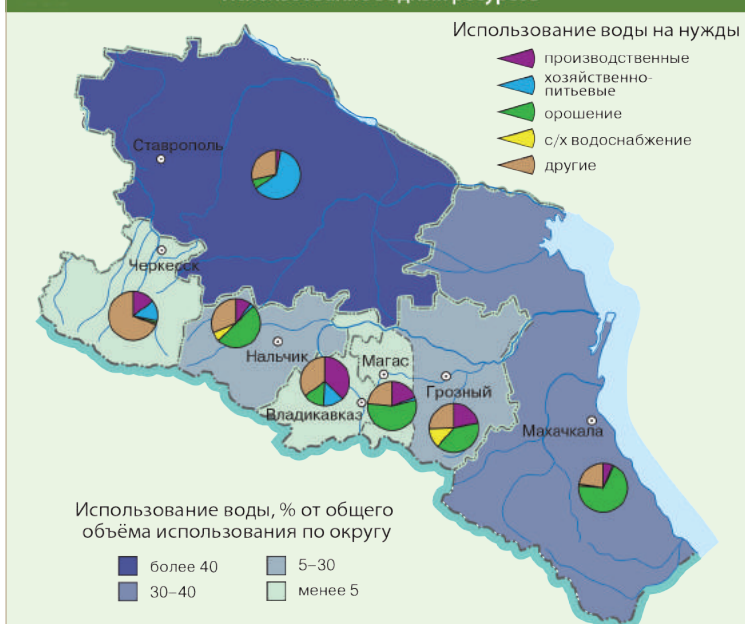 Использование воды на нужды
производственные
хозяйственно-
питьевые
орошение
с/х водоснабжение
другие
Ставрополь
Черкесск
Нальчик
Магас
Владикавказ
Грозный
Махачкала
Использование воды, % от общего
объёма использования по округу
более 40
5–30
30–40
менее 5